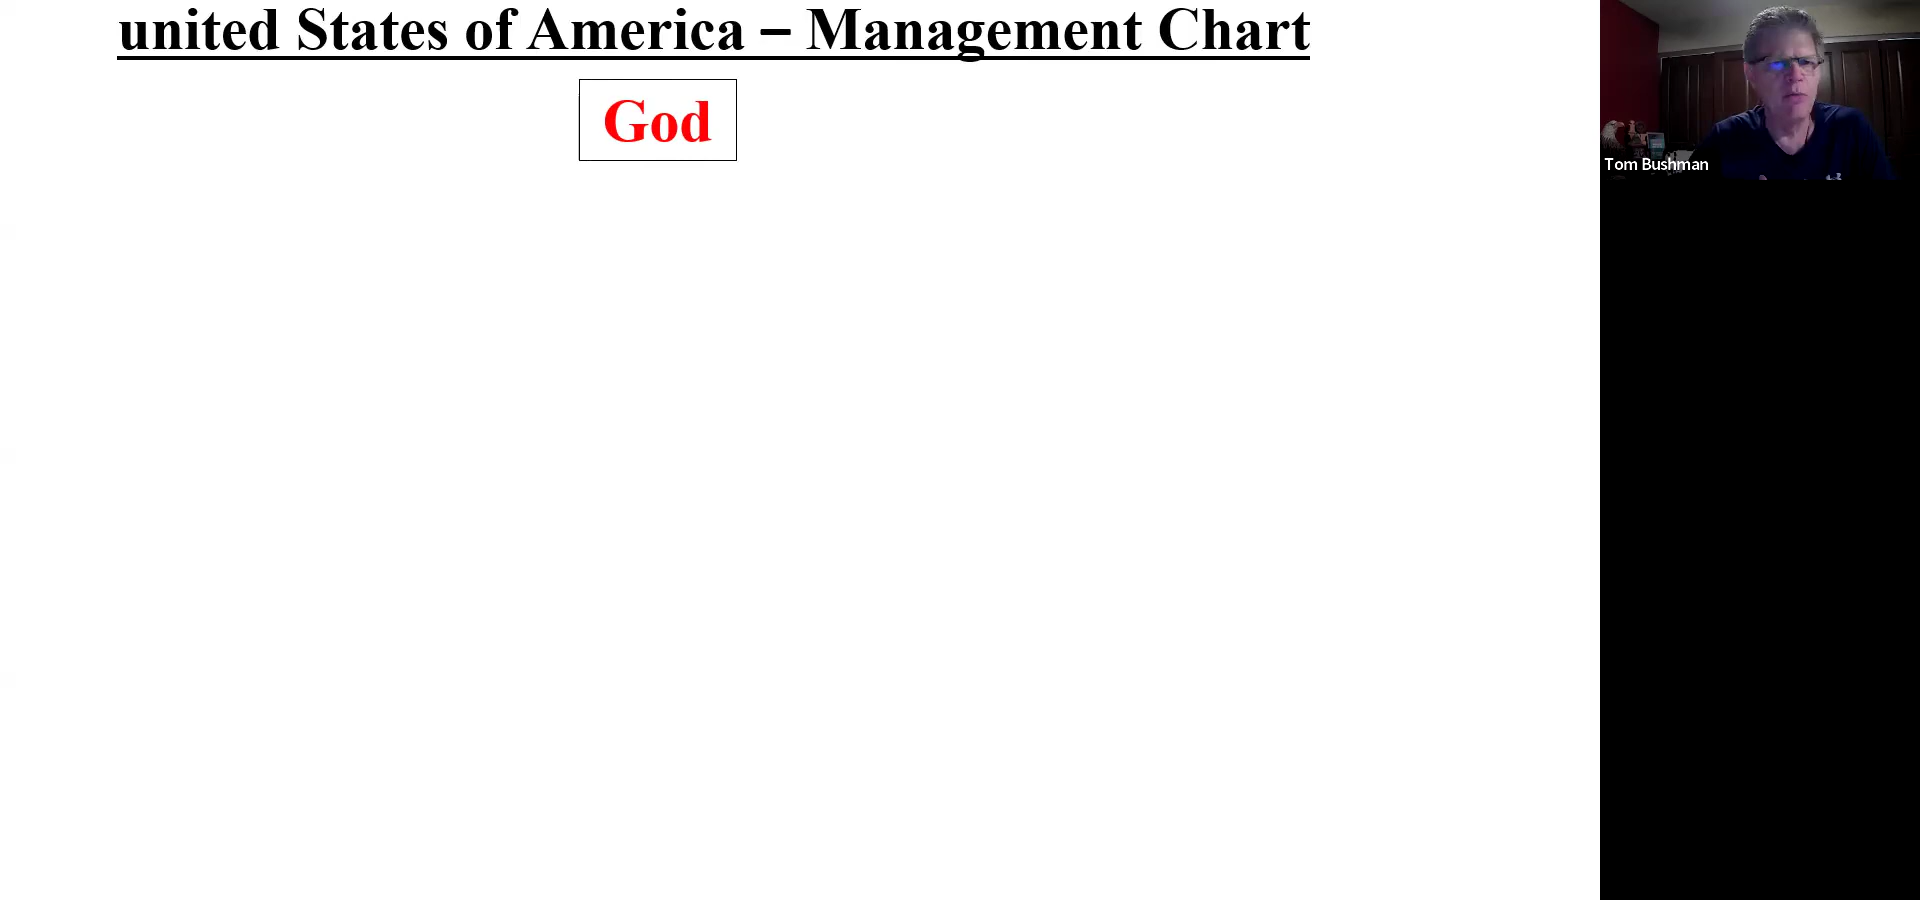 united States of America – Management Chart
God
Tom Bushman